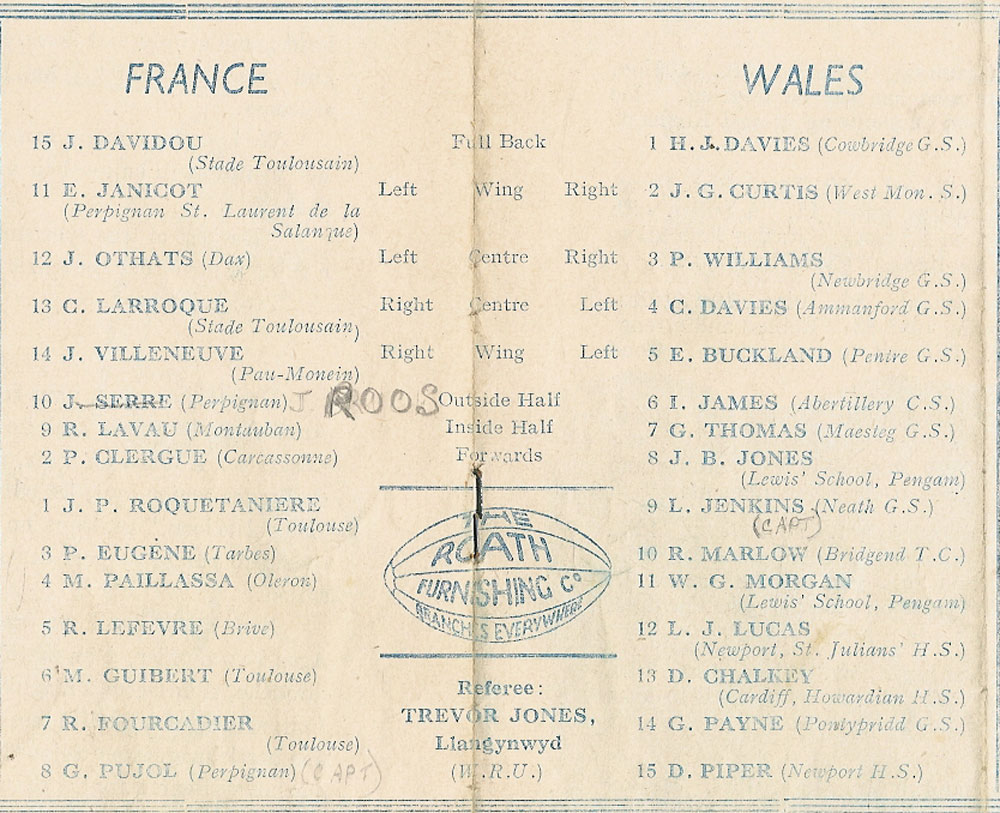 FRANCE WALES
15 J. DAVIDOU Full Back 1 H. J. DAVIES (Cowbridge G.S.)
(Stade Toulousain)
11 E. JANICOT Left Wing Right 2 J. G. CURTIS (West Mon. S.)
(Perpignan St. Laurent de la
Salanque)
12 J. OTHATS (Dax) Left Centre Right 3 P. WILLIAMS
(Newbridge G.S.)
13 C. LARROQUE Right Centre Left 4 C. DAVIES (Ammanford G.S.)
(Stade Toulousain)
14 J. VILLENEUVE Right Wing Left 5 E. BUCKLAND (Penire G.S.)
(Pau-Monein)
10 J. SERRE (Perpignan) J. ROOS Outside Half 6 I. JAMES (Abertillery C.S.)
9 R. LAVAU (Montauban) Inside Half 7 G. THOMAS (Maesteg G.S.)
2 P. CLERGUE (Carcassonne) Forwards 8 J. B. JONES
(Lewis' School, Pengam)
1 J. P. ROQUETANIERE 9 L. JENKINS (Neath G.S.)
(Toulouse) (CAPT)
THE
ROATH
FURNISHING Co
BRANCHES EVERYWHERE
3 P. EUGÈNE (Tarbes) 10 R. MARLOW (Bridgend T.C.)
4 M. PAILLASSA (Oleron) 11 W. G. MORGAN
(Lewis' School, Pengam)
5 R. LEFEVRE (Brive) 12 L. J. LUCAS
(Newport, St. Julians' H.S.)
6 M. GUIBERT (Toulouse) 13 D. CHALKEY
Referee: (Cardiff, Howardian H.S.)
7 R. FOURCADIER TREVOR JONES, 14 G. PAYNE (Pontypridd G.S.)
(Toulouse) Llangynwyd
8 G. PUJOL (Perpignan) (CAPT) (W.R.U.) 15 D. PIPER (Newport H.S.)